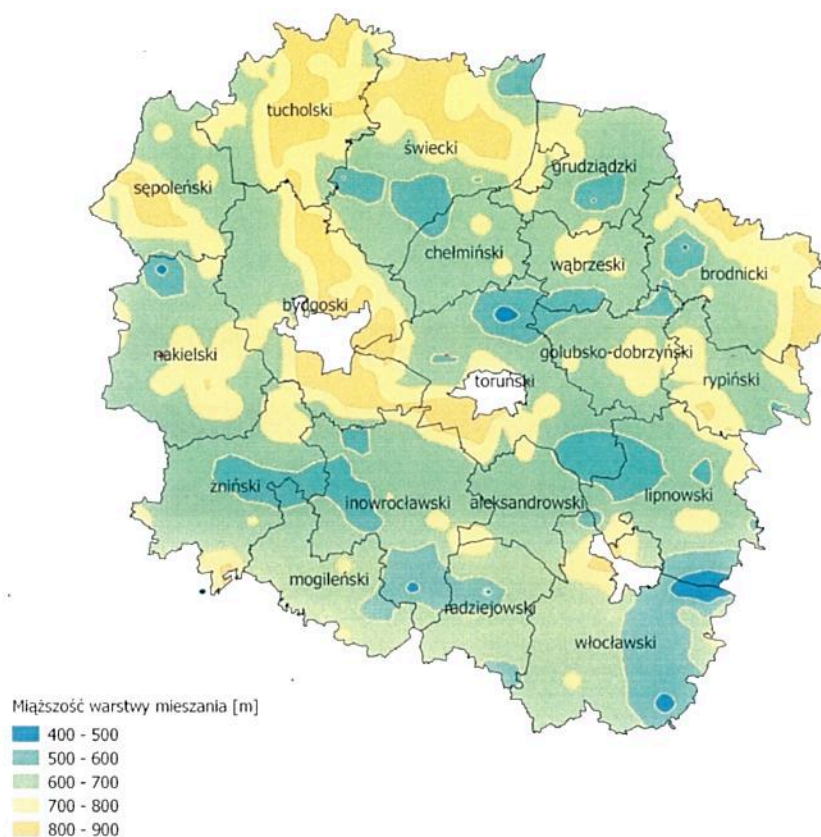 tucholski
świecki
grudziądzki
sępoleński
chełmiński
wąbrzeski
brodnicki
bydgoski
nakielski
golubsko-dobrzyński
toruński
rypiński
żniński
inowrocławski
aleksandrowski
lipnowski
mogileński
radziejowski
włocławski
Miąższość warstwy mieszania [m]
400 - 500
500 - 600
600 - 700
700 - 800
800 - 900